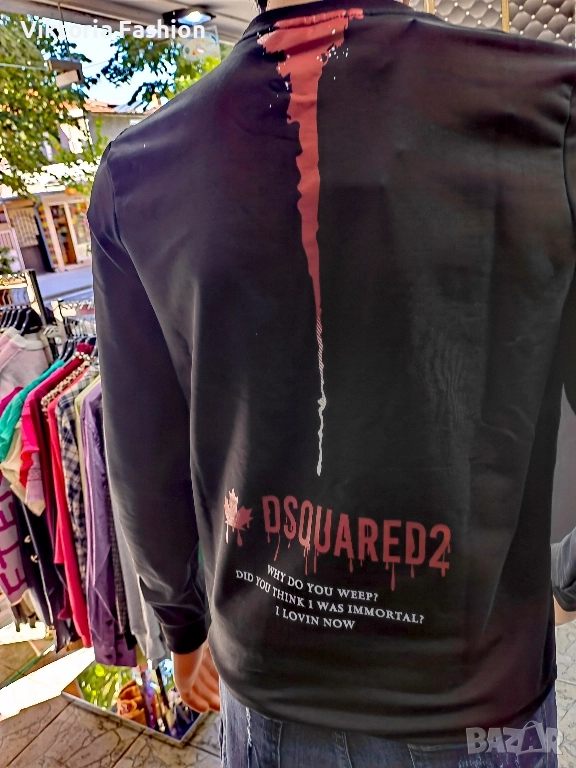 Viktoria Fashion
DSQUARED2
WHY DO YOU WEEP?
DID YOU THINK I WAS IMMORTAL?
I LOVIN NOW
BAZAR